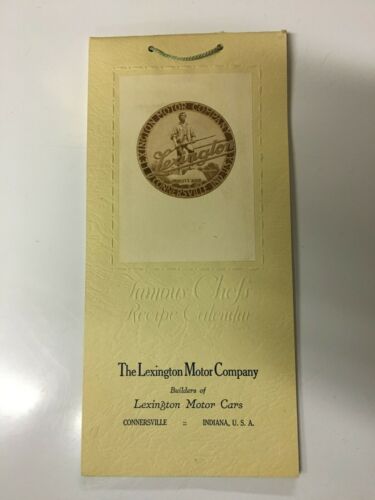 LEXINGTON MOTOR COMPANY
Lexington
CONNERSVILLE IND. U.S.A.
Famous Chefs'
Recipe Calendar
The Lexington Motor Company
Builders of
Lexington Motor Cars
CONNERSVILLE :: INDIANA, U. S. A.